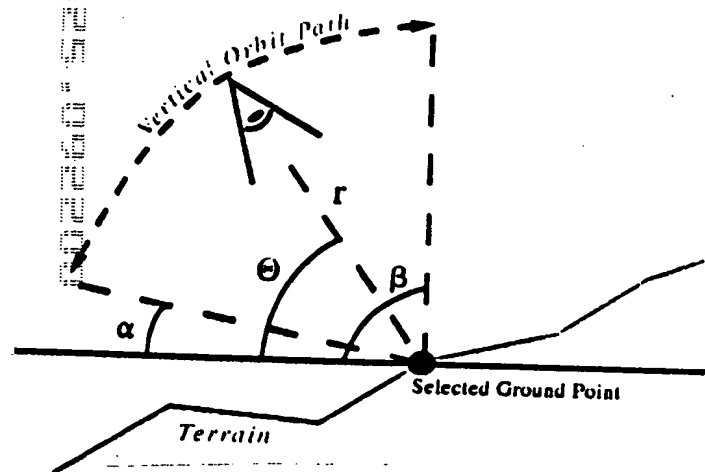 Vertical Orbit Path
r
Θ
β
α
Selected Ground Point
Terrain